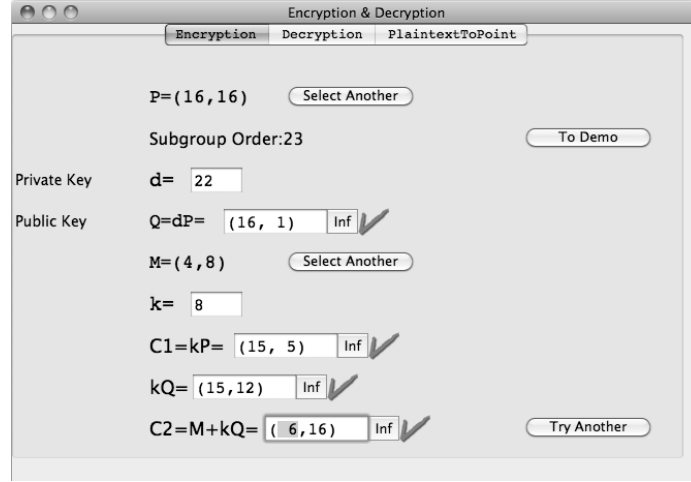 Encryption & Decryption
Encryption Decryption PlaintextToPoint
P=(16,16) Select Another
Subgroup Order:23 To Demo
Private Key d= 22
Public Key Q=dP= (16, 1) Inf
M=(4,8) Select Another
k= 8
C1=kP= (15, 5) Inf
kQ= (15,12) Inf
C2=M+kQ= ( 6,16) Inf Try Another